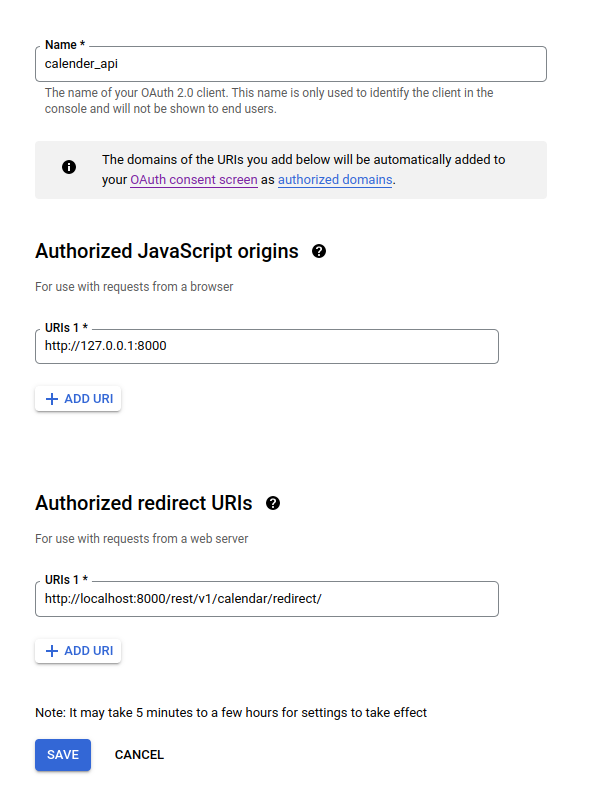 Name *
calender_api
The name of your OAuth 2.0 client. This name is only used to identify the client in the
console and will not be shown to end users.
The domains of the URIs you add below will be automatically added to
your OAuth consent screen as authorized domains.
Authorized JavaScript origins
For use with requests from a browser
URIs 1 *
http://127.0.0.1:8000
ADD URI
Authorized redirect URIs
For use with requests from a web server
URIs 1 *
http://localhost:8000/rest/v1/calendar/redirect/
ADD URI
Note: It may take 5 minutes to a few hours for settings to take effect
SAVE CANCEL